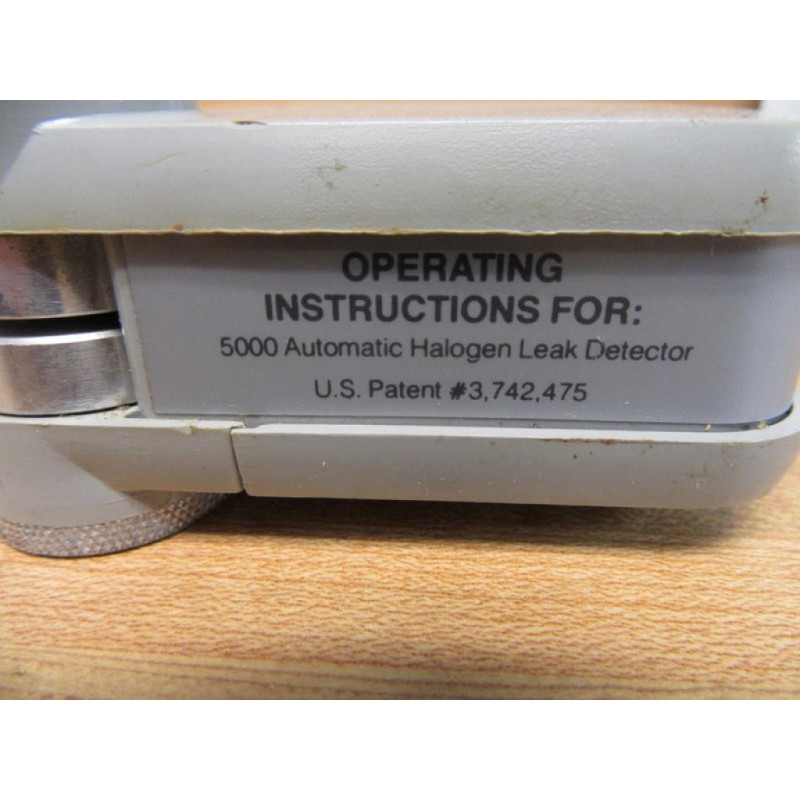 OPERATING
INSTRUCTIONS FOR:
5000 Automatic Halogen Leak Detector
U.S. Patent #3,742,475